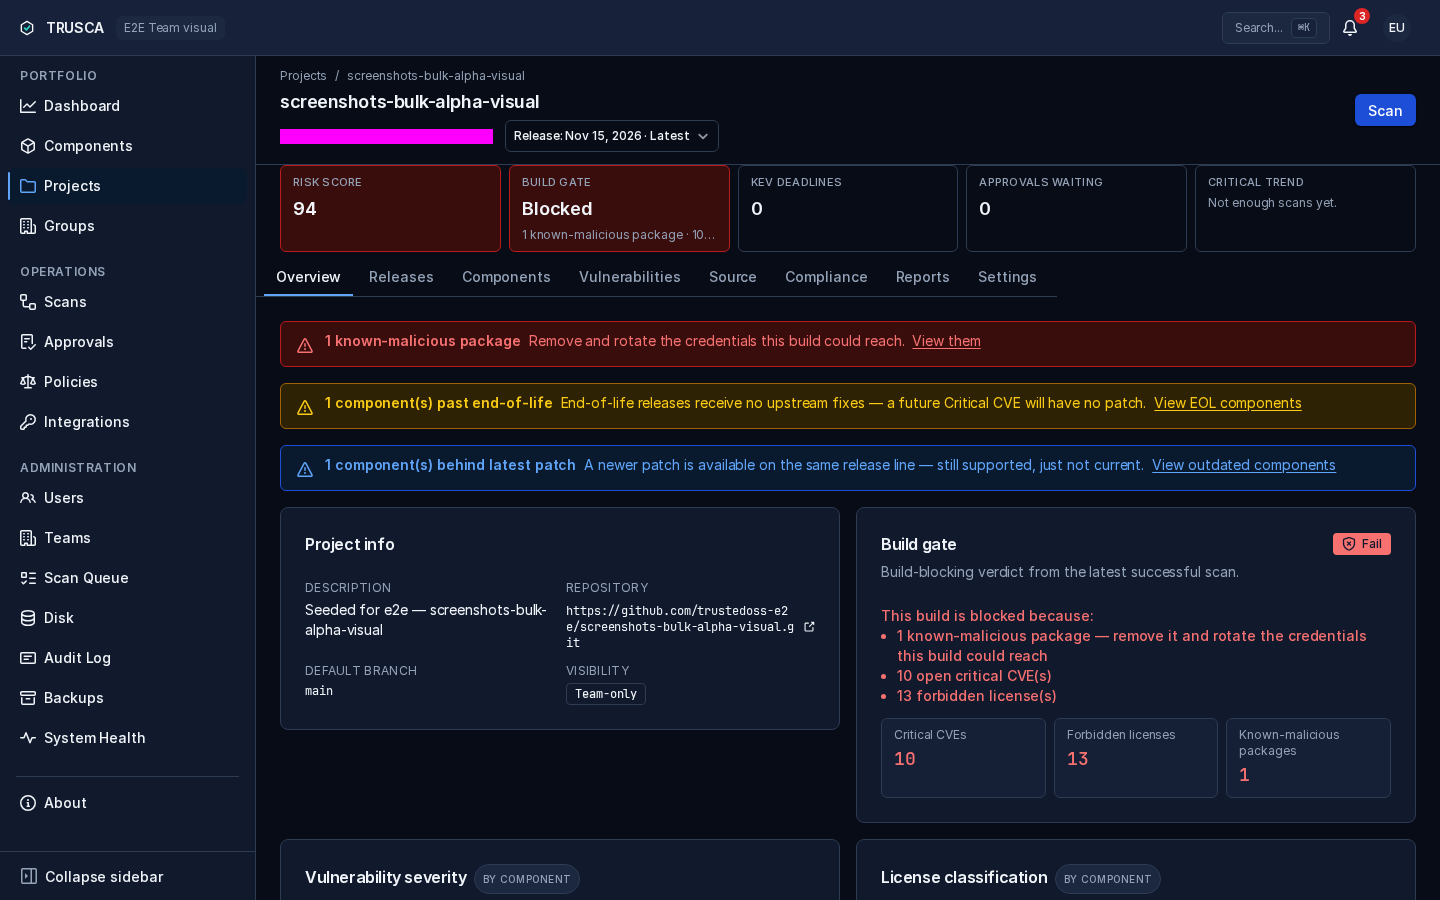 TRUSCA
E2E Team visual
Search...
⌘K
3
EU
PORTFOLIO
Dashboard
Components
Projects
Groups
OPERATIONS
Scans
Approvals
Policies
Integrations
ADMINISTRATION
Users
Teams
Scan Queue
Disk
Audit Log
Backups
System Health
About
Collapse sidebar
Projects / screenshots-bulk-alpha-visual
screenshots-bulk-alpha-visual
Release: Nov 15, 2026 · Latest
Scan
RISK SCORE
94
BUILD GATE
Blocked
1 known-malicious package · 10…
KEV DEADLINES
0
APPROVALS WAITING
0
CRITICAL TREND
Not enough scans yet.
Overview
Releases
Components
Vulnerabilities
Source
Compliance
Reports
Settings
1 known-malicious package Remove and rotate the credentials this build could reach. View them
1 component(s) past end-of-life End-of-life releases receive no upstream fixes — a future Critical CVE will have no patch. View EOL components
1 component(s) behind latest patch A newer patch is available on the same release line — still supported, just not current. View outdated components
Project info
DESCRIPTION
Seeded for e2e — screenshots-bulk-
alpha-visual
REPOSITORY
https://github.com/trustedoss-e2
e/screenshots-bulk-alpha-visual.g
it
DEFAULT BRANCH
main
VISIBILITY
Team-only
Build gate
Fail
Build-blocking verdict from the latest successful scan.
This build is blocked because:
• 1 known-malicious package — remove it and rotate the credentials
this build could reach
• 10 open critical CVE(s)
• 13 forbidden license(s)
Critical CVEs
10
Forbidden licenses
13
Known-malicious
packages
1
Vulnerability severity
BY COMPONENT
License classification
BY COMPONENT